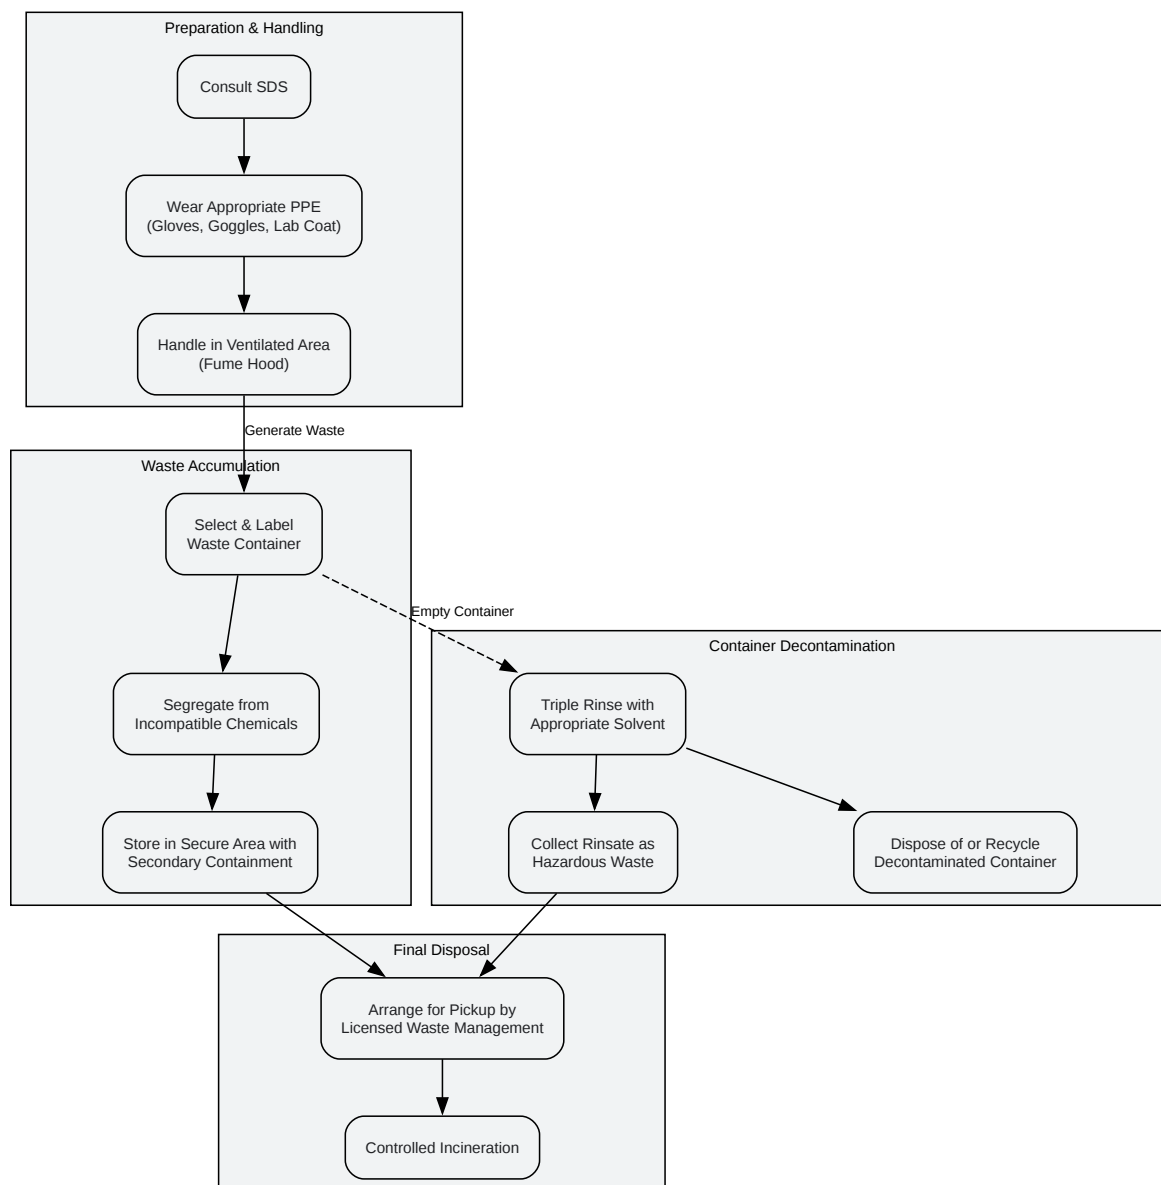 Preparation & Handling
Consult SDS
Wear Appropriate PPE
(Gloves, Goggles, Lab Coat)
Handle in Ventilated Area
(Fume Hood)
Generate Waste
Waste Accumulation
Select & Label
Waste Container
Empty Container
Segregate from
Incompatible Chemicals
Store in Secure Area with
Secondary Containment
Container Decontamination
Triple Rinse with
Appropriate Solvent
Collect Rinsate as
Hazardous Waste
Dispose of or Recycle
Decontaminated Container
Final Disposal
Arrange for Pickup by
Licensed Waste Management
Controlled Incineration